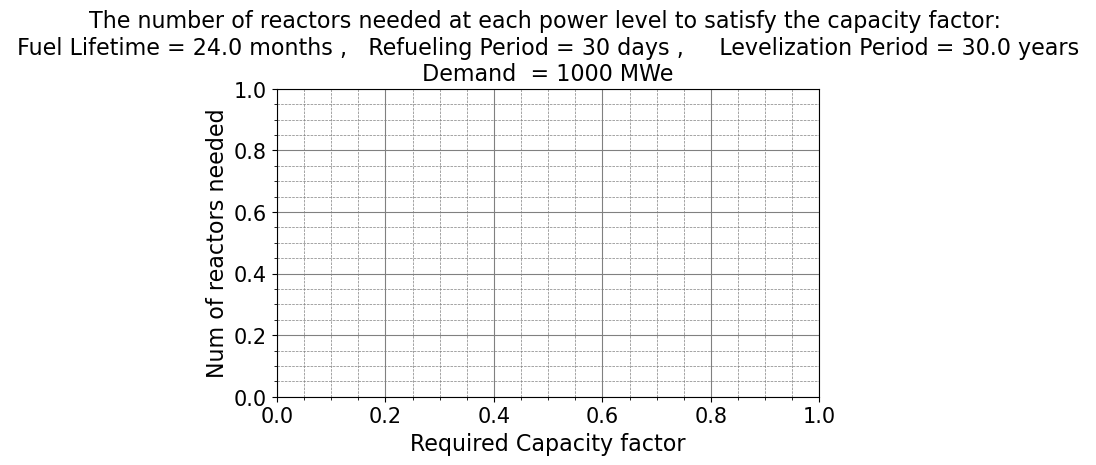 The number of reactors needed at each power level to satisfy the capacity factor:
Fuel Lifetime = 24.0 months ,   Refueling Period = 30 days ,     Levelization Period = 30.0 years
Demand  = 1000 MWe
Num of reactors needed
1.0
0.8
0.6
0.4
0.2
0.0
0.0 0.2 0.4 0.6 0.8 1.0
Required Capacity factor